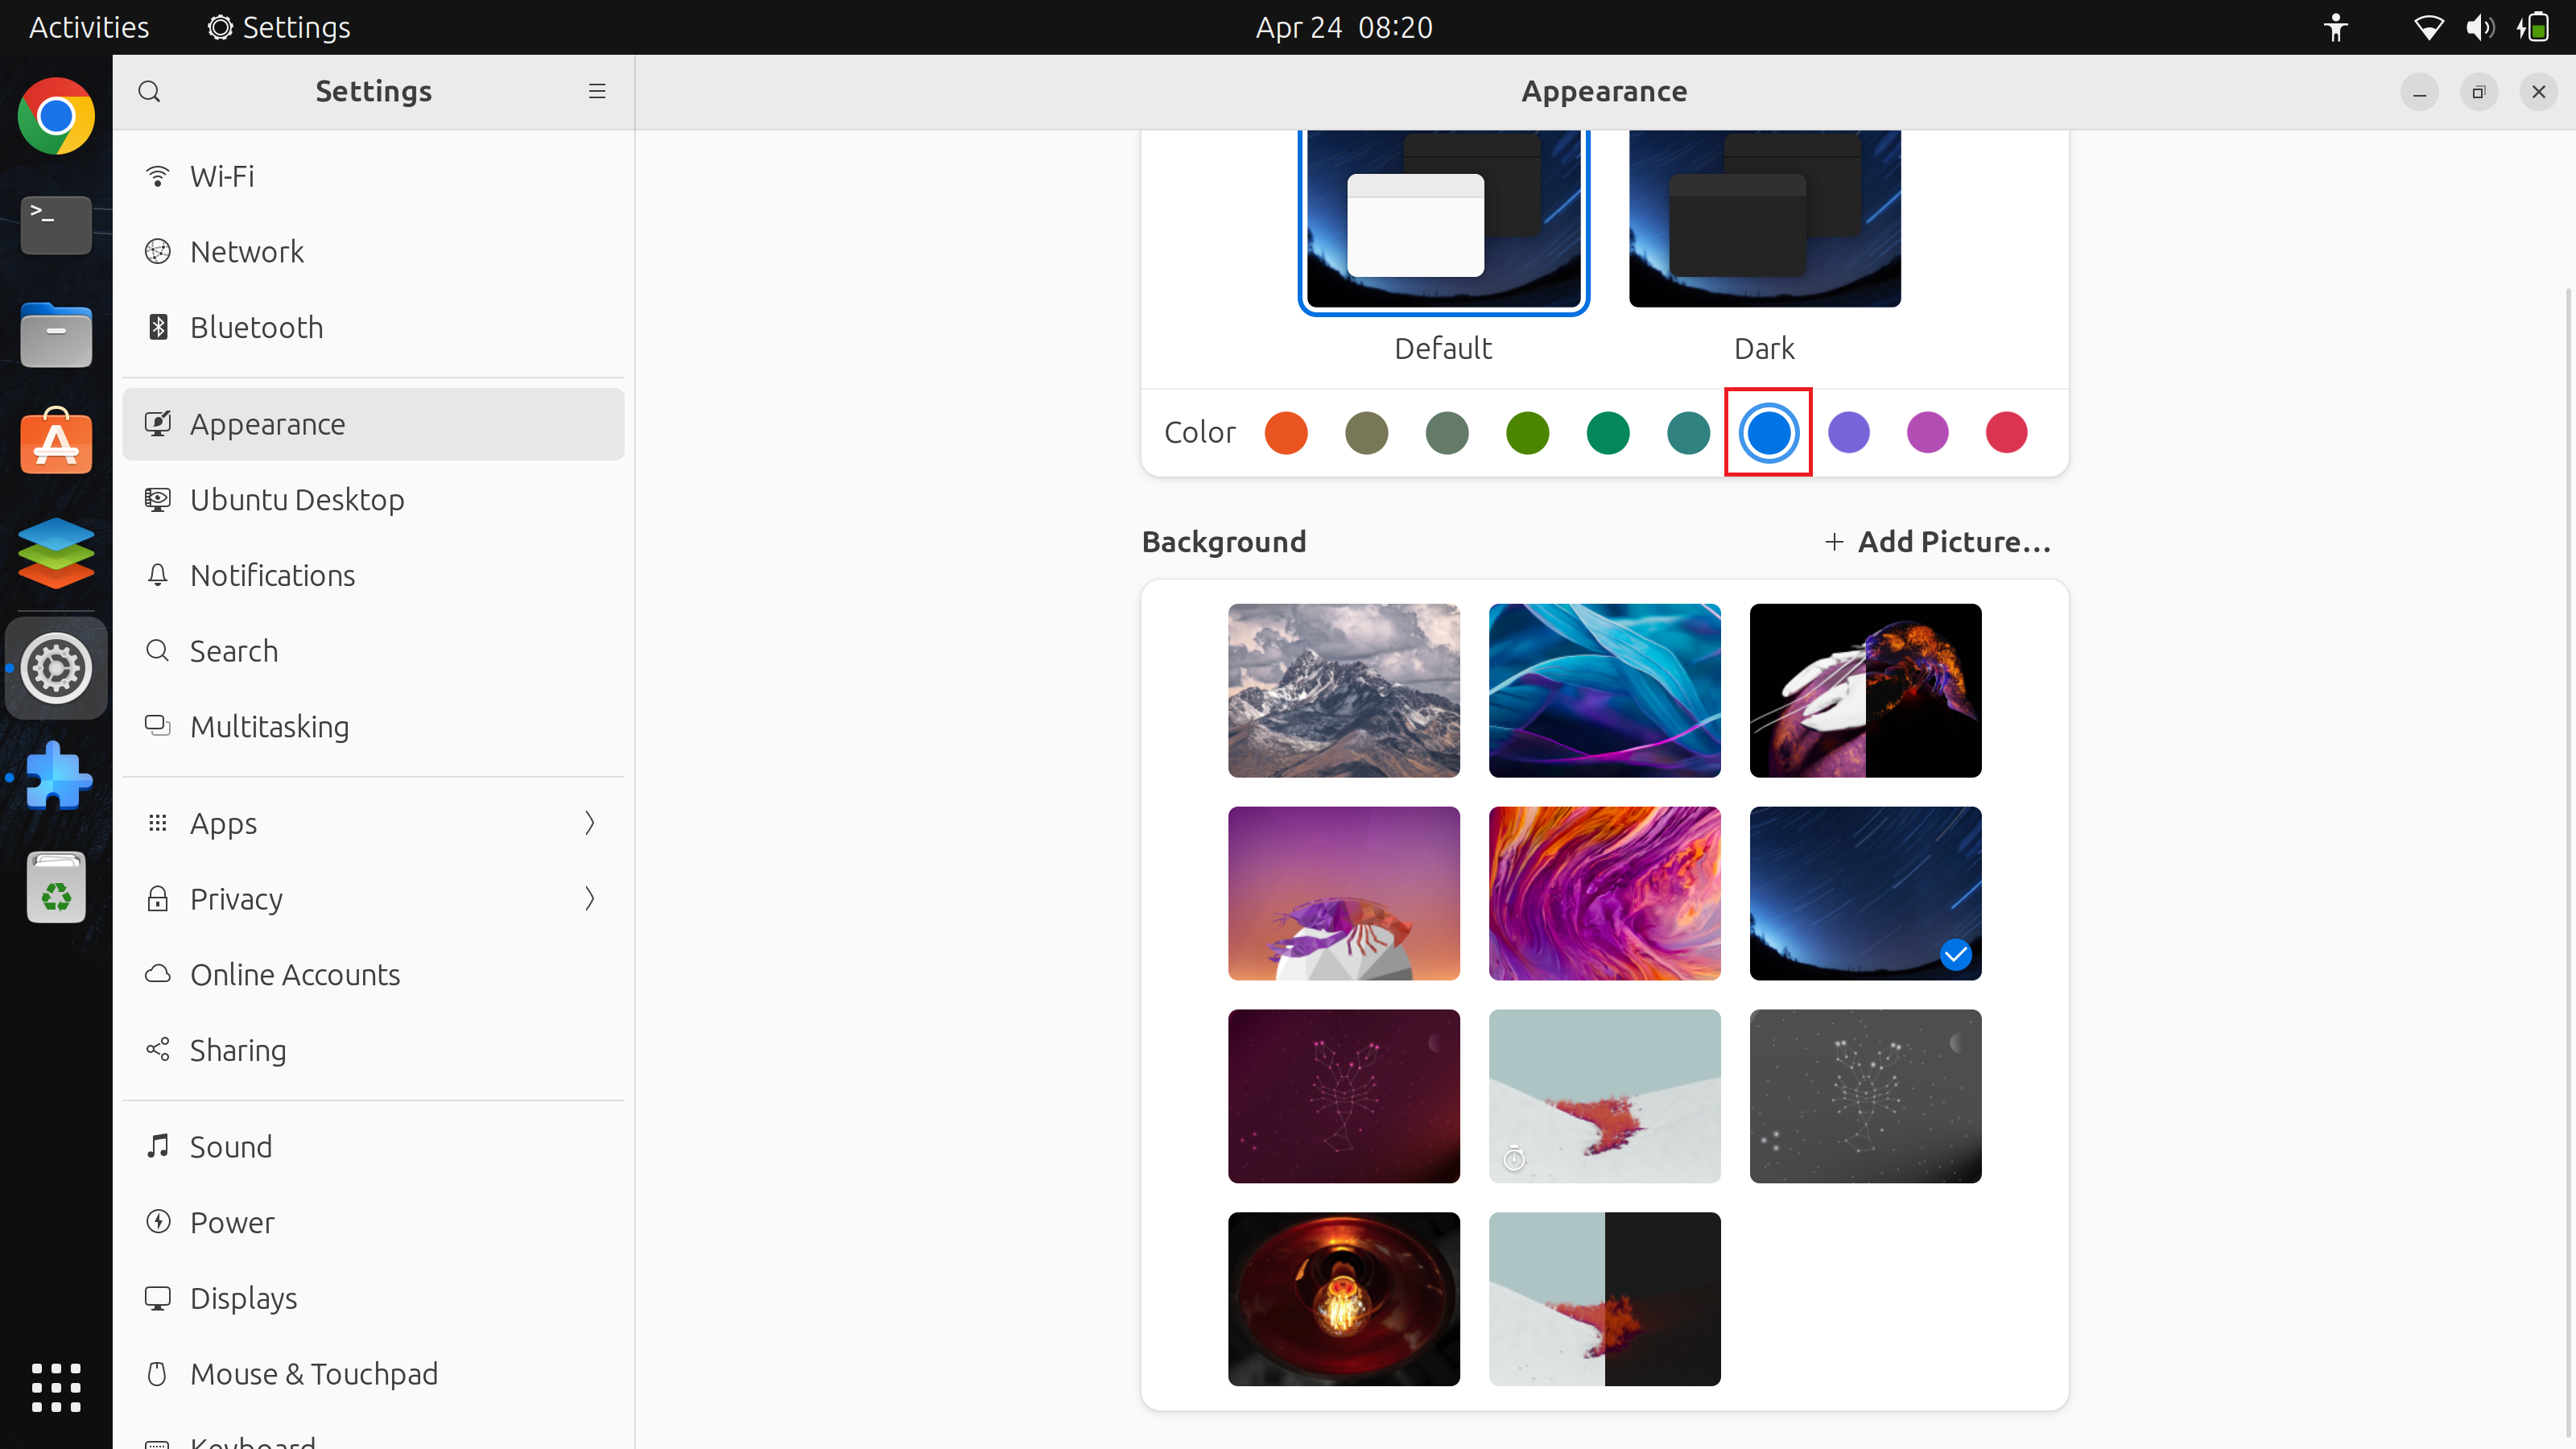 Activities
Settings
Apr 24 08:20
Settings
Appearance
Wi-Fi
Network
Bluetooth
Appearance
Ubuntu Desktop
Notifications
Search
Multitasking
Apps
Privacy
Online Accounts
Sharing
Sound
Power
Displays
Mouse & Touchpad
Keyboard
Default
Dark
Color
Background
+ Add Picture…